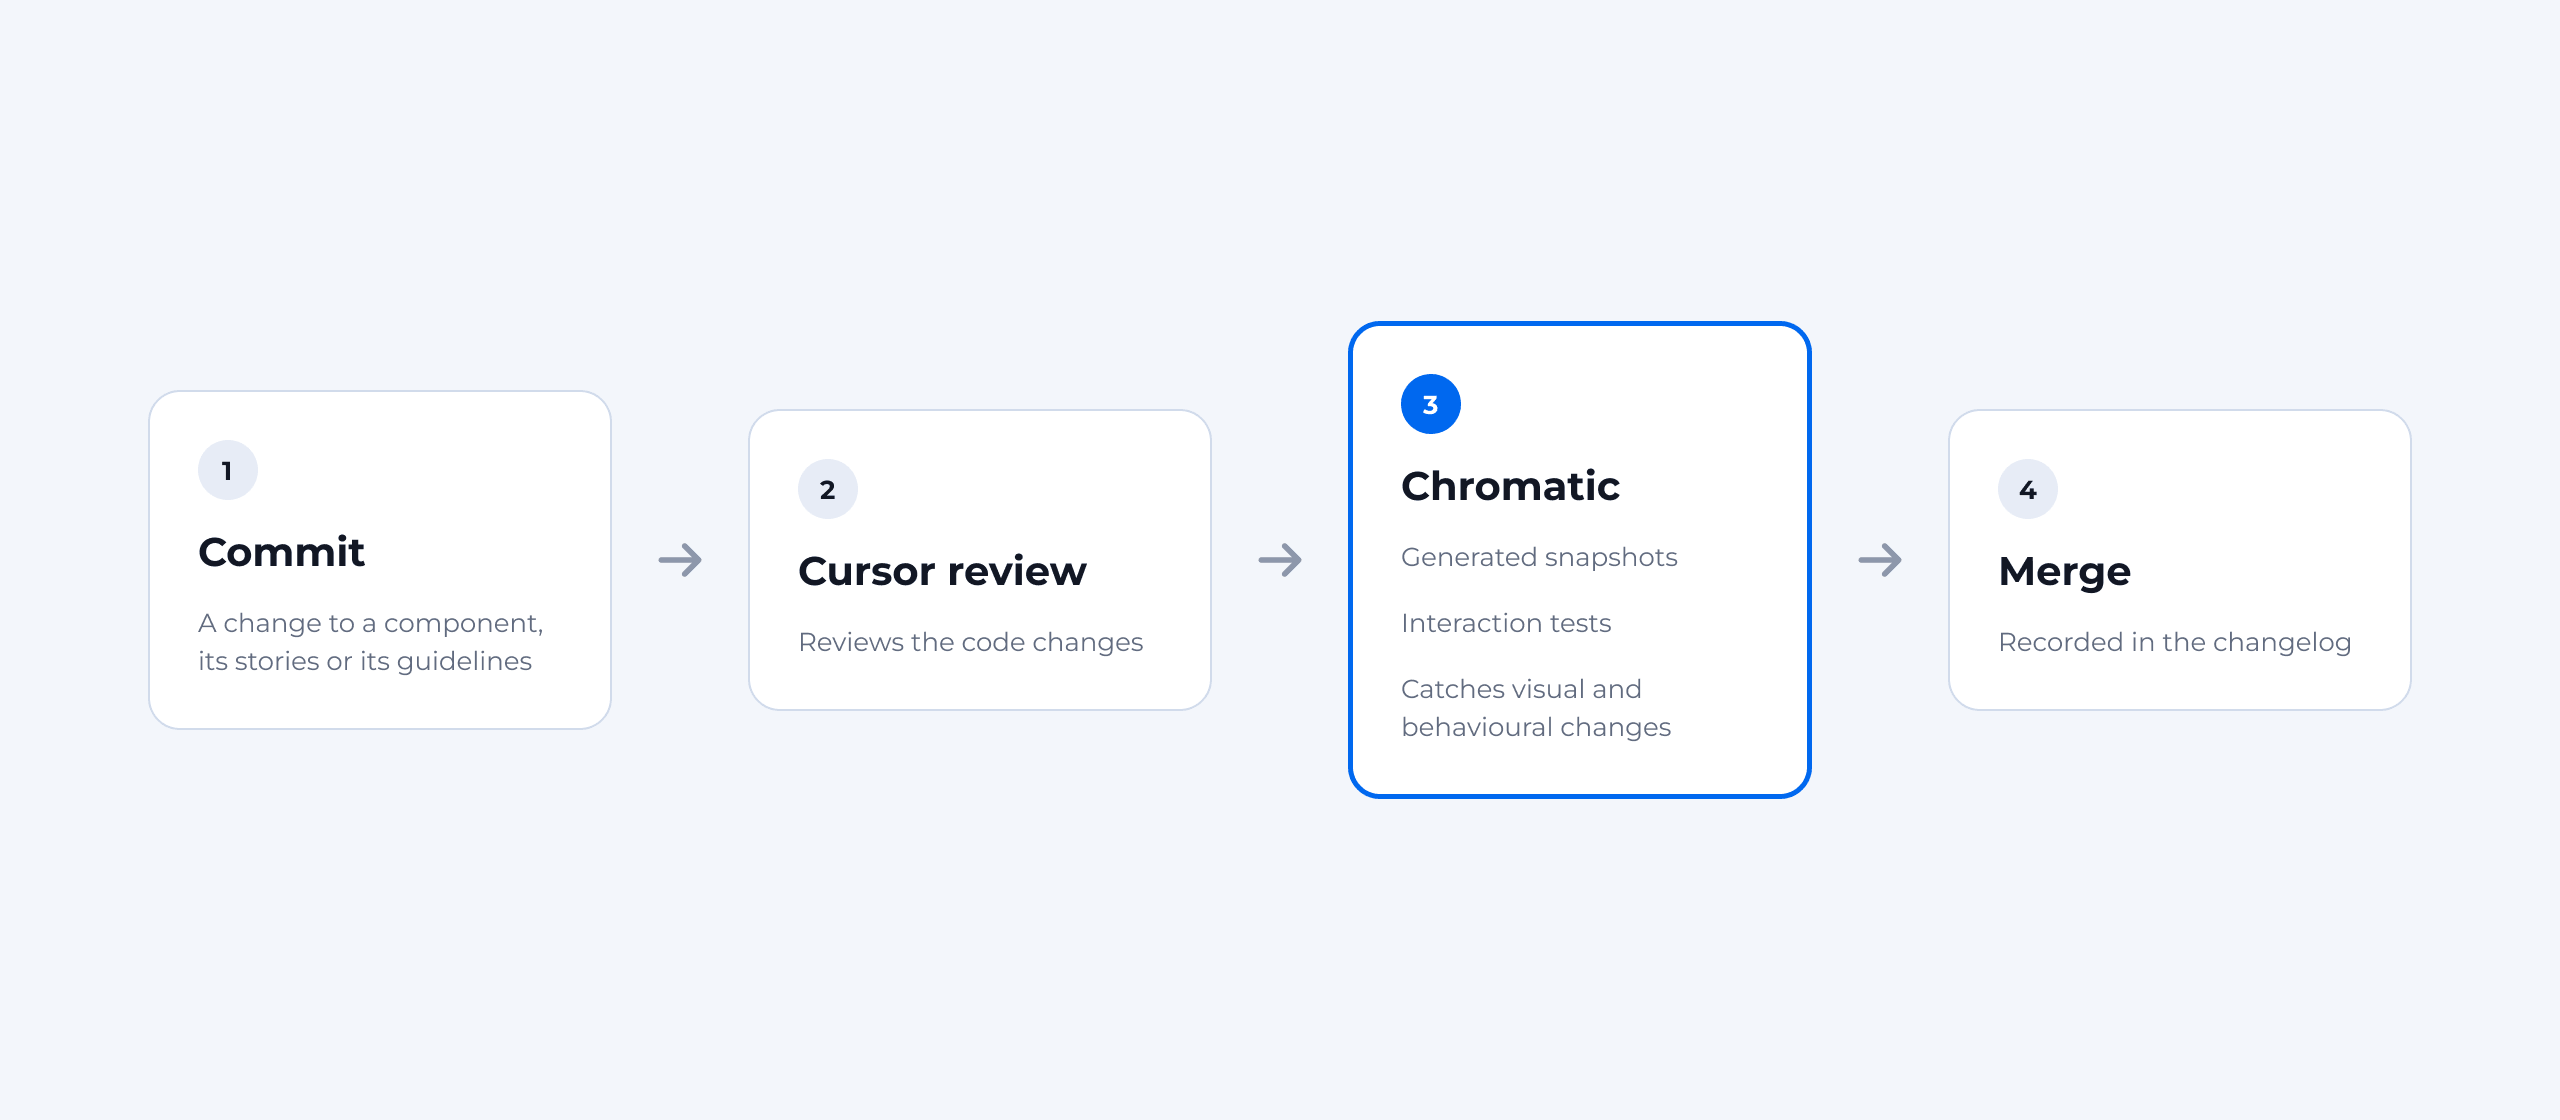 1
Commit
A change to a component,
its stories or its guidelines
2
Cursor review
Reviews the code changes
3
Chromatic
Generated snapshots
Interaction tests
Catches visual and
behavioural changes
4
Merge
Recorded in the changelog